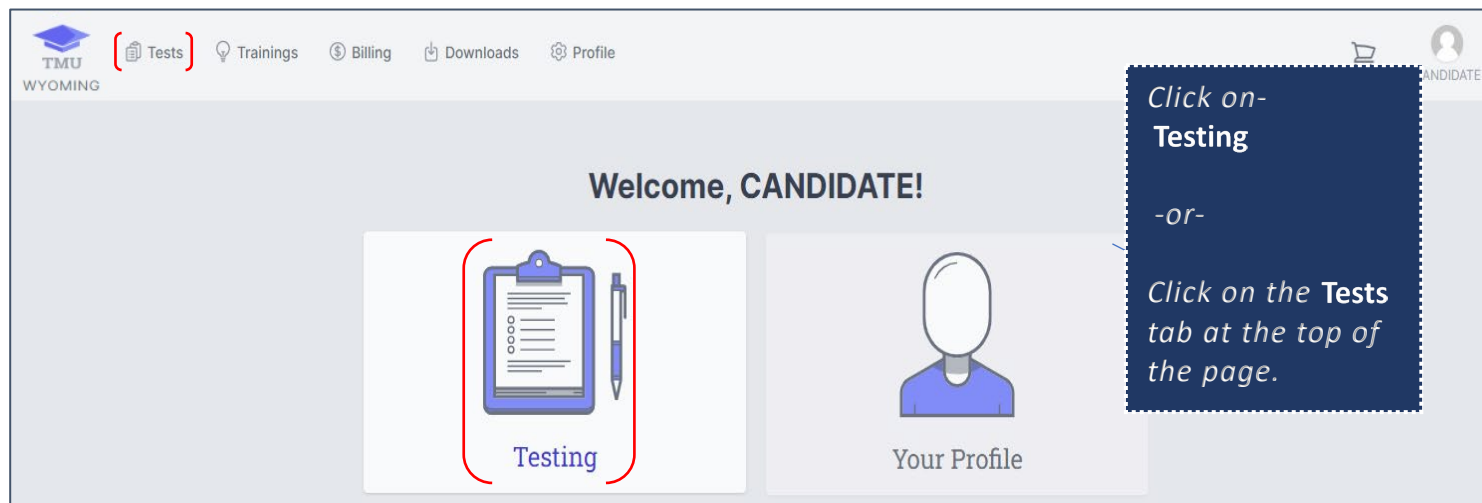 TMU
WYOMING
Tests
Trainings
Billing
Downloads
Profile
ANDIDATE
Welcome, CANDIDATE!
Testing
Your Profile
Click on-
Testing
-or-
Click on the Tests
tab at the top of
the page.